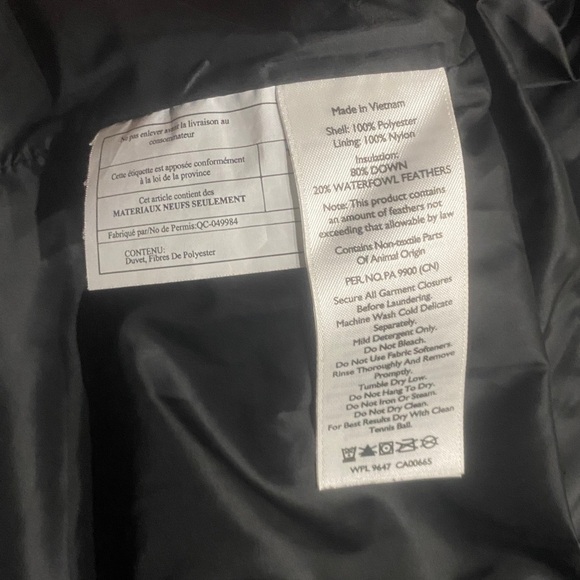 Ne pas enlever avant la livraison au
consommateur
Cette étiquette est apposée conformément
à la loi de la province
Cet article contient des
MATERIAUX NEUFS SEULEMENT
Fabriqué par/No de Permis:QC-049984
CONTENU:
Duvet, Fibres De Polyester
Made in Vietnam
Shell: 100% Polyester
Lining: 100% Nylon
Insulation:
80% DOWN
20% WATERFOWL FEATHERS
Note: This product contains
an amount of feathers not
exceeding that allowable by law
Contains Non-textile Parts
Of Animal Origin
PER. NO. PA 9900 (CN)
Secure All Garment Closures
Before Laundering.
Machine Wash Cold Delicate
Separately.
Mild Detergent Only.
Do Not Bleach.
Do Not Use Fabric Softeners.
Rinse Thoroughly And Remove
Promptly.
Tumble Dry Low.
Do Not Hang To Dry.
Do Not Iron Or Steam.
Do Not Dry Clean.
For Best Results Dry With Clean
Tennis Ball.
WPL 9647 CA00665